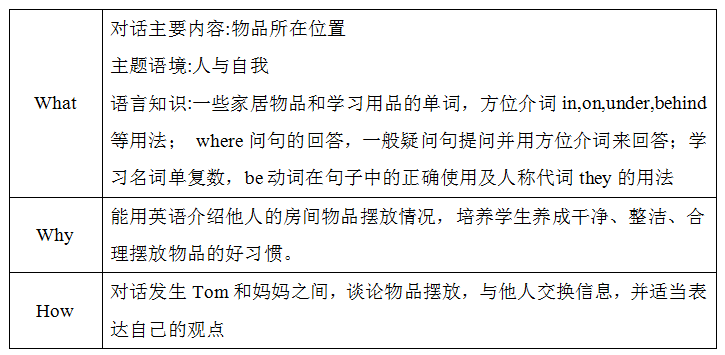 What
对话主要内容:物品所在位置
主题语境:人与自我
语言知识:一些家居物品和学习用品的单词，方位介词 in,on,under,behind
等用法； where 问句的回答，一般疑问句提问并用方位介词来回答；学
习名词单复数，be 动词在句子中的正确使用及人称代词 they 的用法
Why
能用英语介绍他人的房间物品摆放情况，培养学生养成干净、整洁、合
理摆放物品的好习惯。
How
对话发生 Tom 和妈妈之间，谈论物品摆放，与他人交换信息，并适当表
达自己的观点